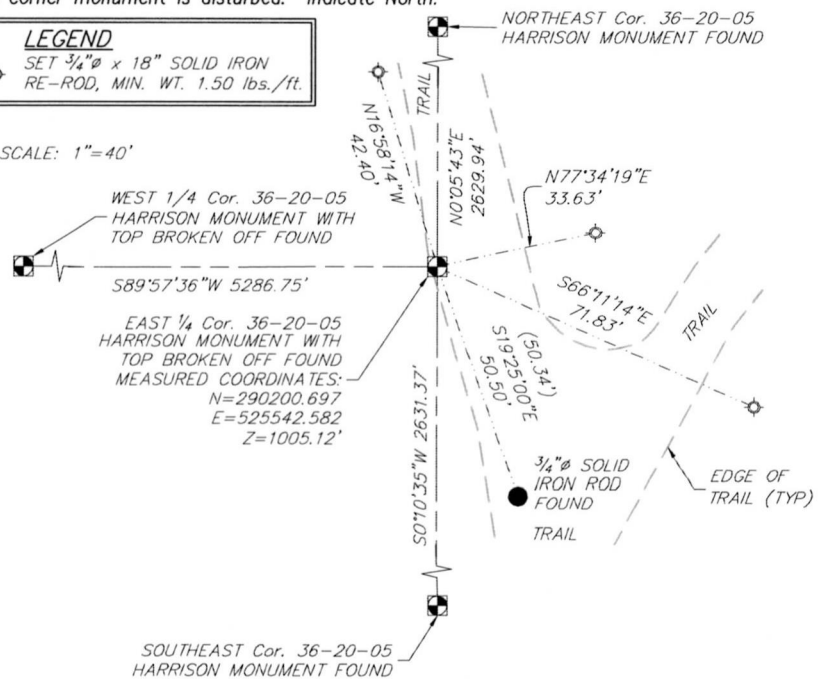 corner monument is disturbed. Indicate North.
LEGEND
SET 3/4"ø x 18" SOLID IRON
RE-ROD, MIN. WT. 1.50 lbs./ft.
SCALE: 1"=40'
NORTHEAST Cor. 36-20-05
HARRISON MONUMENT FOUND
TRAIL
N16°58'14"W
42.40'
N0°05'43"E
2629.94'
N77°34'19"E
33.63'
WEST 1/4 Cor. 36-20-05
HARRISON MONUMENT WITH
TOP BROKEN OFF FOUND
S89°57'36"W 5286.75'
S66°11'14"E
71.83'
TRAIL
EAST 1/4 Cor. 36-20-05
HARRISON MONUMENT WITH
TOP BROKEN OFF FOUND
MEASURED COORDINATES:
N=290200.697
E=525542.582
Z=1005.12'
(50.34')
S19°25'00"E
50.50'
S0°10'35"W 2631.37'
3/4"ø SOLID
IRON ROD
FOUND
EDGE OF
TRAIL (TYP)
TRAIL
SOUTHEAST Cor. 36-20-05
HARRISON MONUMENT FOUND